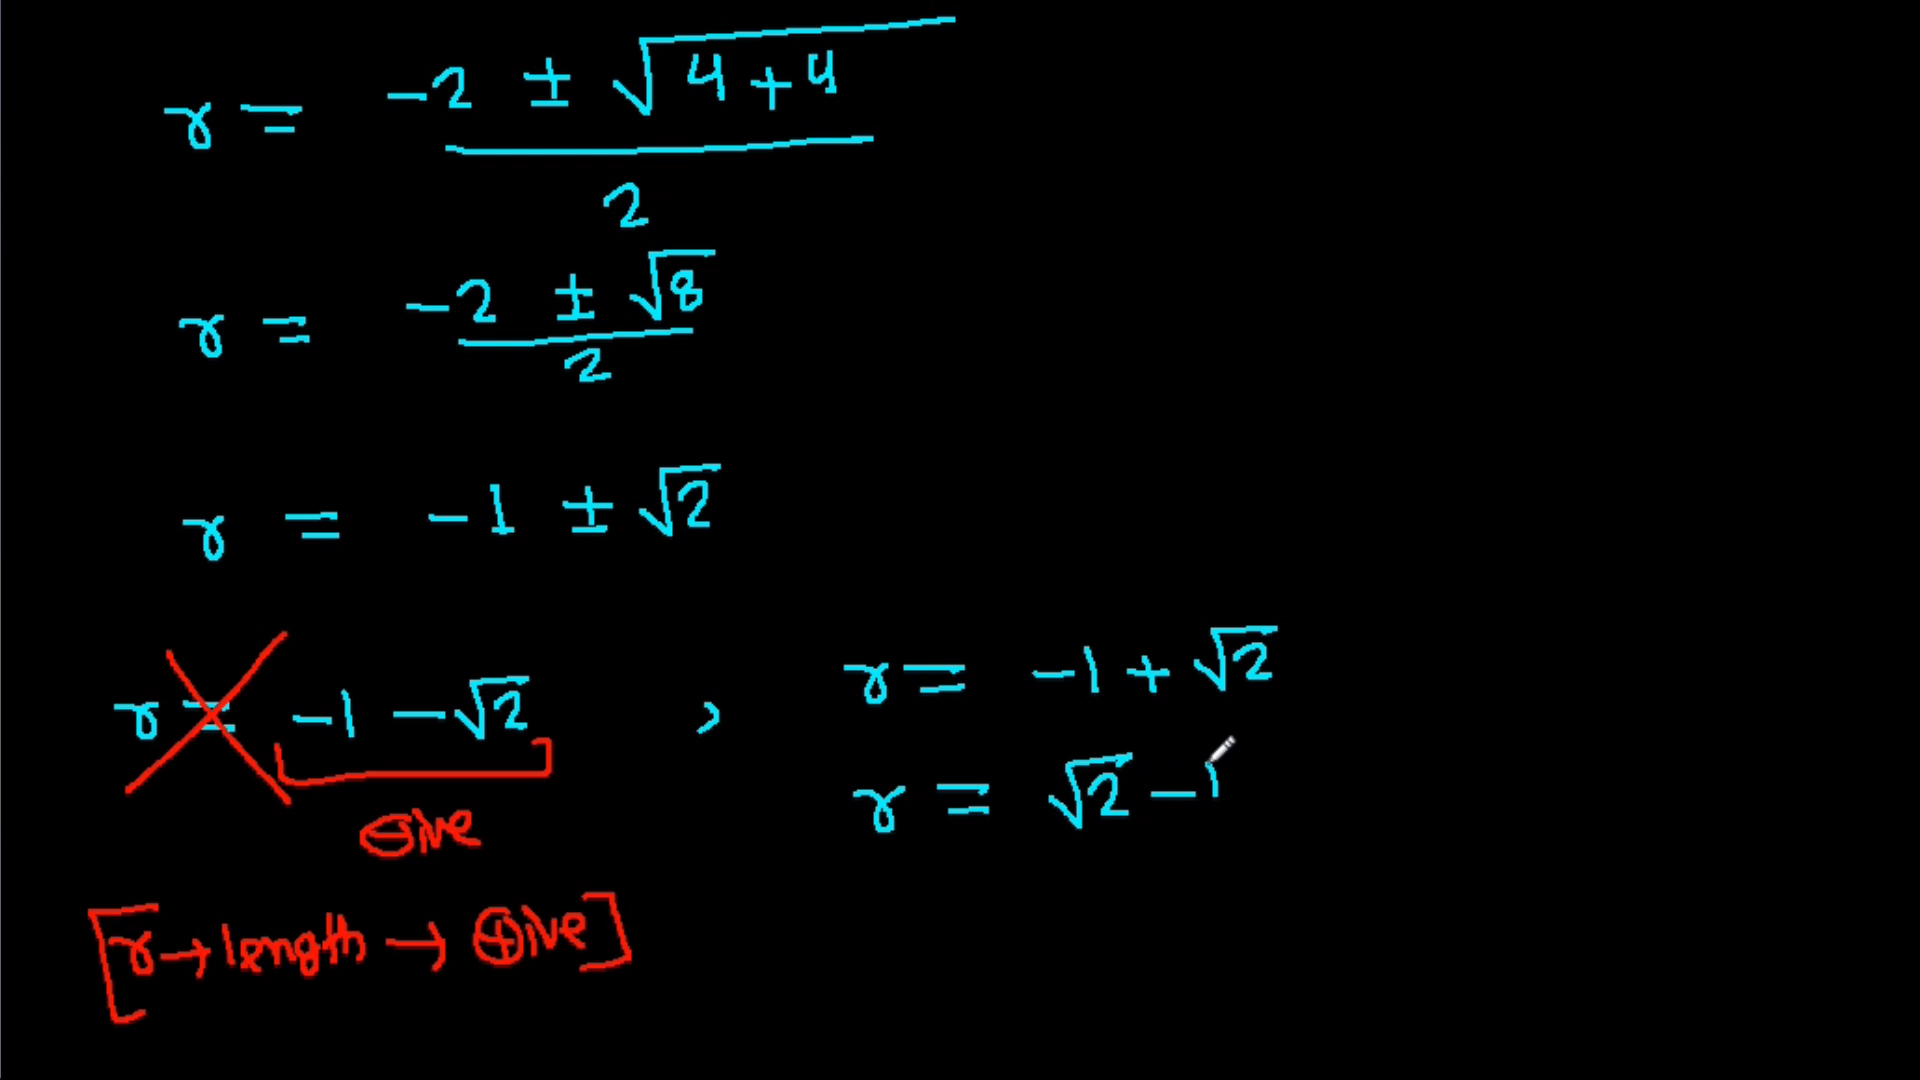 r = -2 ± √4+4
2
r = -2 ± √8
2
r = -1 ± √2
r = -1 - √2 , r = -1 + √2
⊖ive
r = √2 - 1
[r → length → ⊕ive]